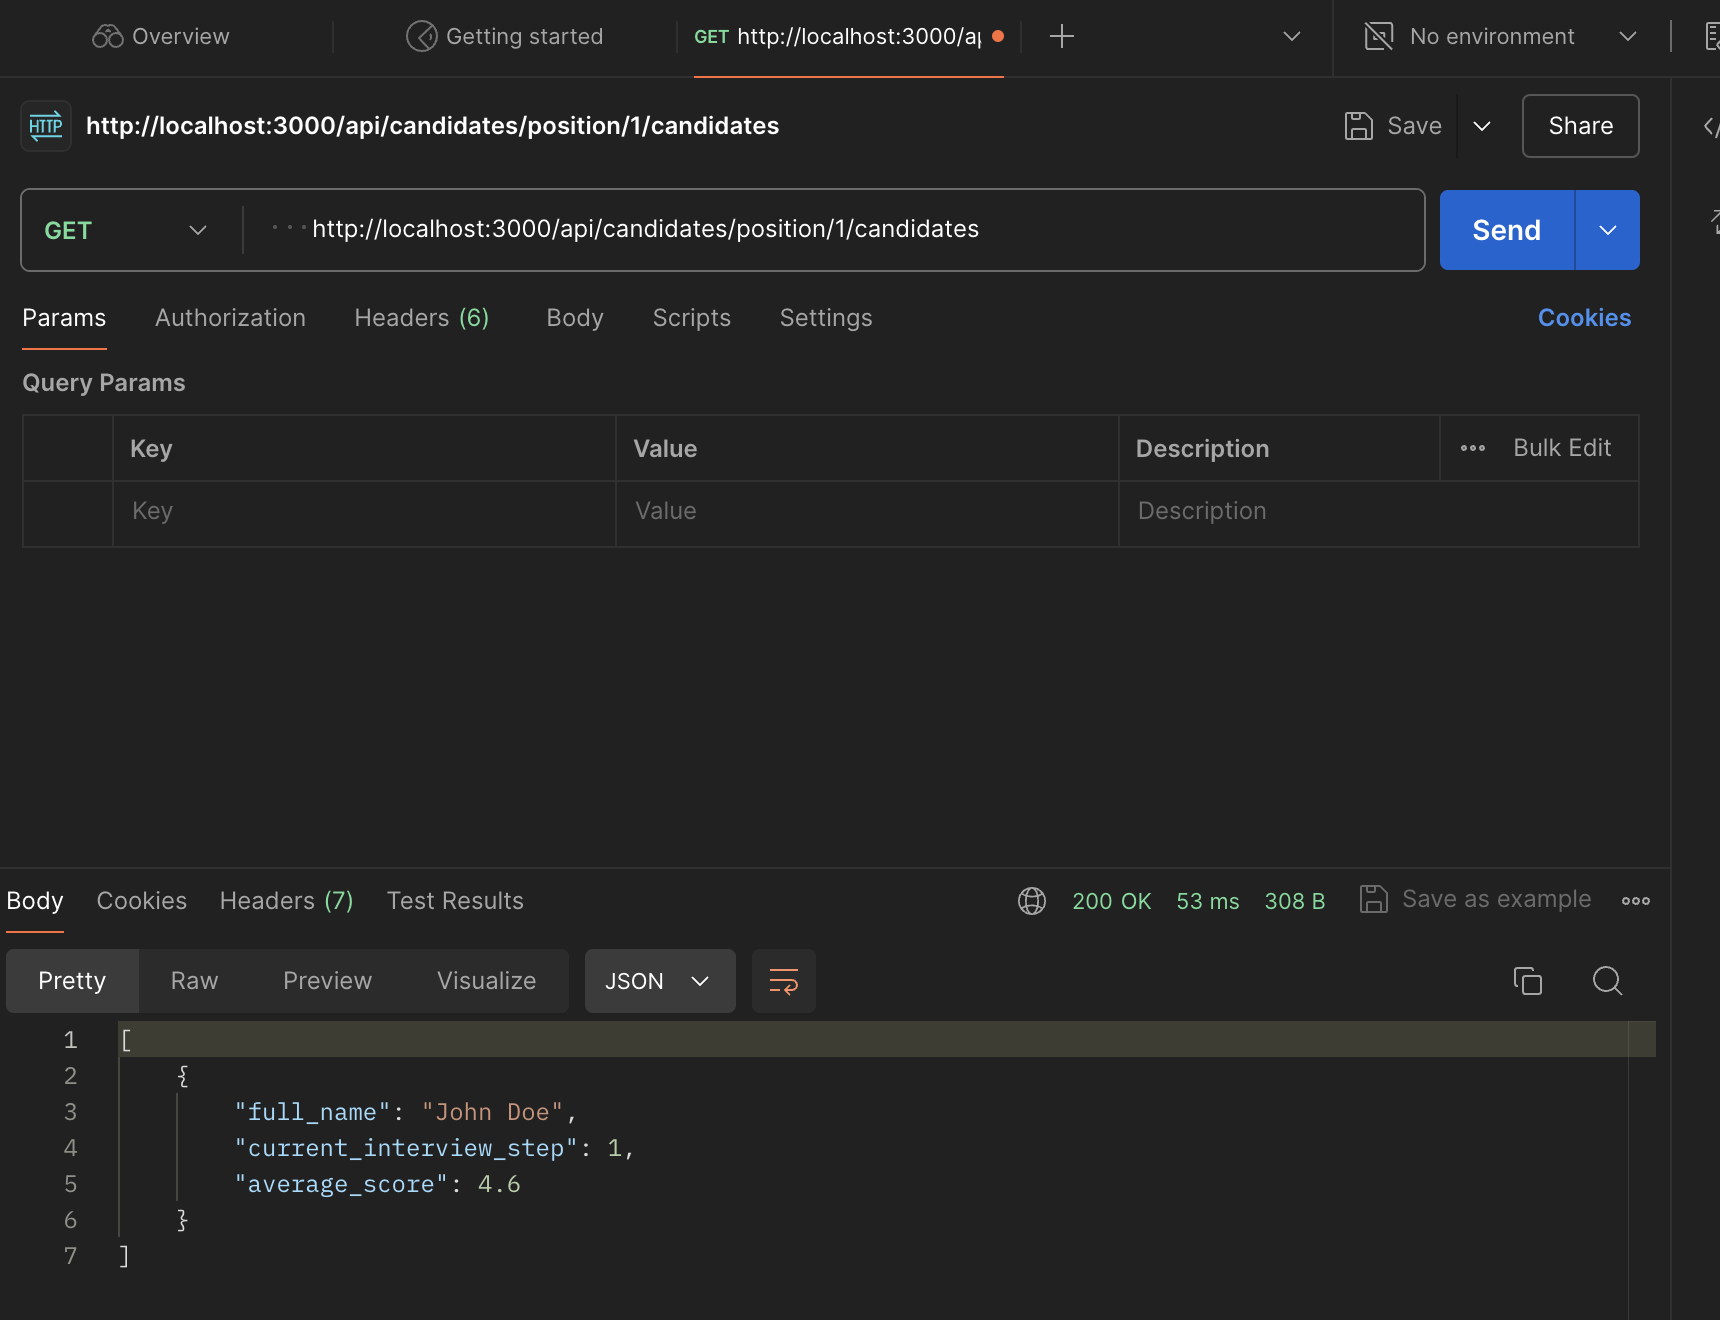 Overview
Getting started
GET http://localhost:3000/ap
No environment
HTTP
http://localhost:3000/api/candidates/position/1/candidates
Save
Share
GET
http://localhost:3000/api/candidates/position/1/candidates
Send
Params
Authorization
Headers (6)
Body
Scripts
Settings
Cookies
Query Params
Key
Value
Description
Bulk Edit
Key
Value
Description
Body
Cookies
Headers (7)
Test Results
200 OK
53 ms
308 B
Save as example
Pretty
Raw
Preview
Visualize
JSON
1 [
2 {
3 "full_name": "John Doe",
4 "current_interview_step": 1,
5 "average_score": 4.6
6 }
7 ]